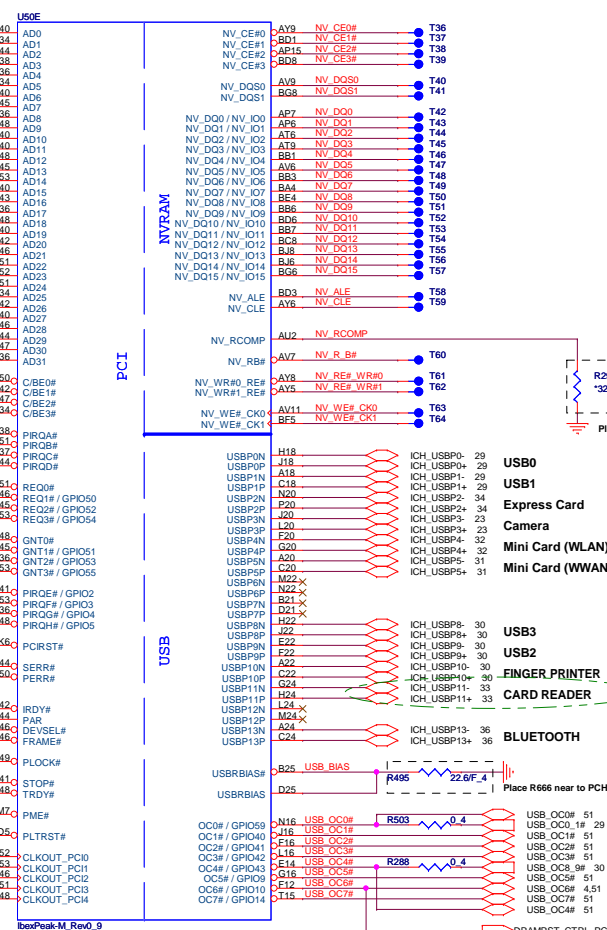 U50E
AD0 NV_CE#0 AY9 NV_CE0# T36
AD1 NV_CE#1 BD1 NV_CE1# T37
AD2 NV_CE#2 AP15 NV_CE2# T38
AD3 NV_CE#3 BD8 NV_CE3# T39
AD4
AD5 NV_DQS0 AV9 NV_DQS0 T40
AD6 NV_DQS1 BG8 NV_DQS1 T41
AD7
AD8 NV_DQ0 / NV_IO0 AP7 NV_DQ0 T42
AD9 NV_DQ1 / NV_IO1 AP6 NV_DQ1 T43
AD10 NV_DQ2 / NV_IO2 AT6 NV_DQ2 T44
AD11 NV_DQ3 / NV_IO3 AT9 NV_DQ3 T45
AD12 NV_DQ4 / NV_IO4 BB1 NV_DQ4 T46
AD13 NV_DQ5 / NV_IO5 AV6 NV_DQ5 T47
AD14 NV_DQ6 / NV_IO6 BB3 NV_DQ6 T48
AD15 NV_DQ7 / NV_IO7 BA4 NV_DQ7 T49
AD16 NV_DQ8 / NV_IO8 BE4 NV_DQ8 T50
AD17 NV_DQ9 / NV_IO9 BB6 NV_DQ9 T51
AD18 NV_DQ10 / NV_IO10 BD6 NV_DQ10 T52
AD19 NV_DQ11 / NV_IO11 BB7 NV_DQ11 T53
AD20 NV_DQ12 / NV_IO12 BC8 NV_DQ12 T54
AD21 NV_DQ13 / NV_IO13 BJ8 NV_DQ13 T55
AD22 NV_DQ14 / NV_IO14 BJ6 NV_DQ14 T56
AD23 NV_DQ15 / NV_IO15 BG6 NV_DQ15 T57
AD24
AD25 NV_ALE BD3 NV_ALE T58
AD26 NV_CLE AY6 NV_CLE T59
AD27
AD28
AD29 NV_RCOMP AU2 NV_RCOMP
AD30
AD31 NV_RB# AV7 NV_R_B# T60
NVRAM
PCI
C/BE0# NV_WR#0_RE# AY8 NV_RE#_WR#0 T61
C/BE1# NV_WR#1_RE# AY5 NV_RE#_WR#1 T62
C/BE2#
C/BE3# NV_WE#_CK0 AV11 NV_WE#_CK0 T63
NV_WE#_CK1 BF5 NV_WE#_CK1 T64
PIRQA#
PIRQB#
PIRQC# USBP0N H18 ICH_USBP0- 29
PIRQD# USBP0P J18 ICH_USBP0+ 29 USB0
USBP1N A18 ICH_USBP1- 29
REQ0# USBP1P C18 ICH_USBP1+ 29 USB1
REQ1# / GPIO50 USBP2N N20 ICH_USBP2- 34
REQ2# / GPIO52 USBP2P P20 ICH_USBP2+ 34 Express Card
REQ3# / GPIO54 USBP3N J20 ICH_USBP3- 23
USBP3P L20 ICH_USBP3+ 23 Camera
GNT0# USBP4N F20 ICH_USBP4- 32
GNT1# / GPIO51 USBP4P G20 ICH_USBP4+ 32 Mini Card (WLAN)
GNT2# / GPIO53 USBP5N A20 ICH_USBP5- 31
GNT3# / GPIO55 USBP5P C20 ICH_USBP5+ 31 Mini Card (WWAN
USBP6N M22
PIRQE# / GPIO2 USBP6P N22
PIRQF# / GPIO3 USBP7N B21
PIRQG# / GPIO4 USBP7P D21
PIRQH# / GPIO5 USBP8N H22 ICH_USBP8- 30
USBP8P J22 ICH_USBP8+ 30 USB3
PCIRST# USBP9N E22 ICH_USBP9- 30
USBP9P F22 ICH_USBP9+ 30 USB2
USB
SERR# USBP10N A22 ICH_USBP10- 30
PERR# USBP10P C22 ICH_USBP10+ 30 FINGER PRINTER
USBP11N G24 ICH_USBP11- 33
USBP11P H24 ICH_USBP11+ 33 CARD READER
IRDY# USBP12N L24
PAR USBP12P M24
DEVSEL# USBP13N A24 ICH_USBP13- 36
FRAME# USBP13P C24 ICH_USBP13+ 36 BLUETOOTH
PLOCK#
USBRBIAS# B25 USB_BIAS
STOP# R495 22.6/F_4
TRDY# USBRBIAS D25 Place R666 near to PCH
PME#
OC0# / GPIO59 N16 USB_OC0# R503 0_4 USB_OC0# 51
PLTRST# OC1# / GPIO40 J16 USB_OC1# USB_OC0_1# 29
OC2# / GPIO41 F16 USB_OC2# USB_OC1# 51
CLKOUT_PCI0 OC3# / GPIO42 L16 USB_OC3# USB_OC2# 51
CLKOUT_PCI1 OC4# / GPIO43 E14 USB_OC4# R288 0_4 USB_OC3# 51
CLKOUT_PCI2 OC5# / GPIO9 G16 USB_OC5# USB_OC8_9# 30
CLKOUT_PCI3 OC6# / GPIO10 F12 USB_OC6# USB_OC5# 51
CLKOUT_PCI4 OC7# / GPIO14 T15 USB_OC7# USB_OC6# 4,51
USB_OC7# 51
USB_OC4# 51
IbexPeak-M_Rev0_9